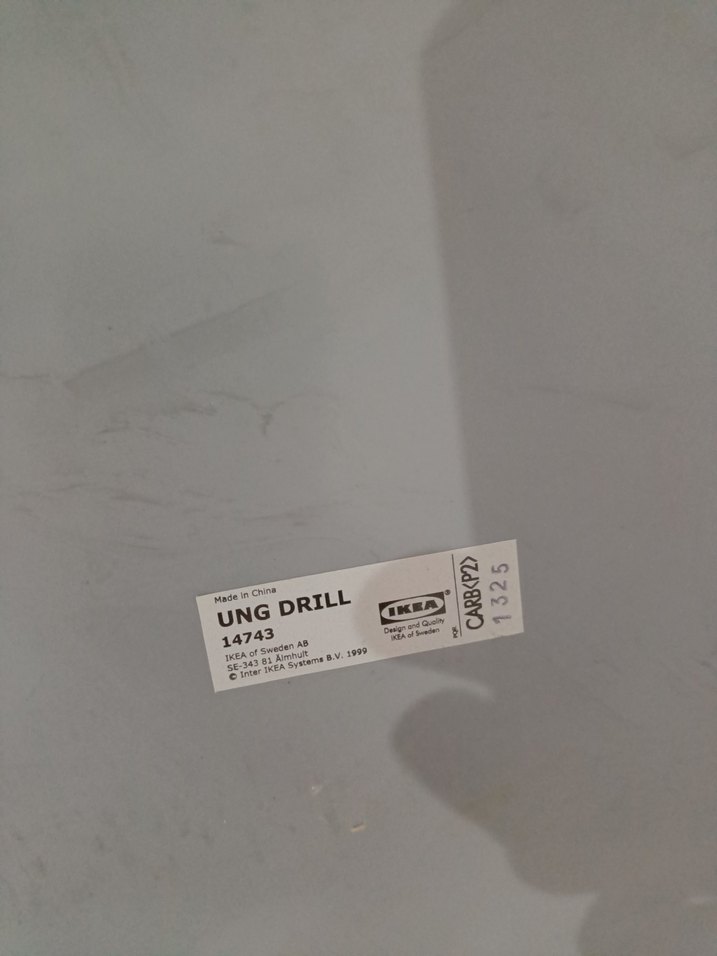 Made in China
UNG DRILL
14743
IKEA of Sweden AB
SE-343 81 Älmhult
© Inter IKEA Systems B.V. 1999
IKEA®
Design and Quality
IKEA of Sweden
CARB(P2)
1325